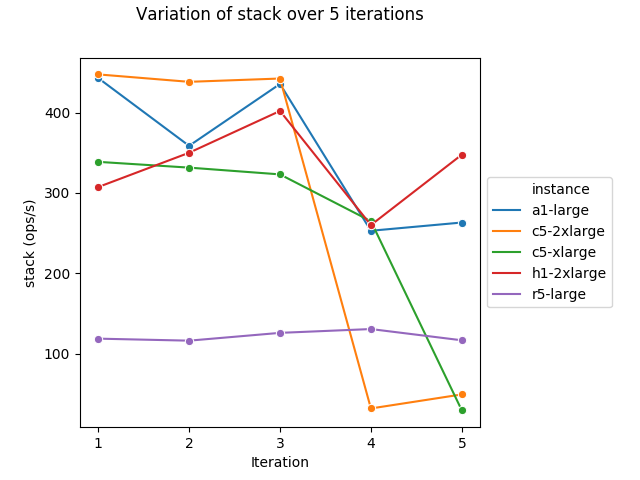 Variation of stack over 5 iterations
stack (ops/s)
400
300
200
100
1 2 3 4 5
Iteration
instance
a1-large
c5-2xlarge
c5-xlarge
h1-2xlarge
r5-large